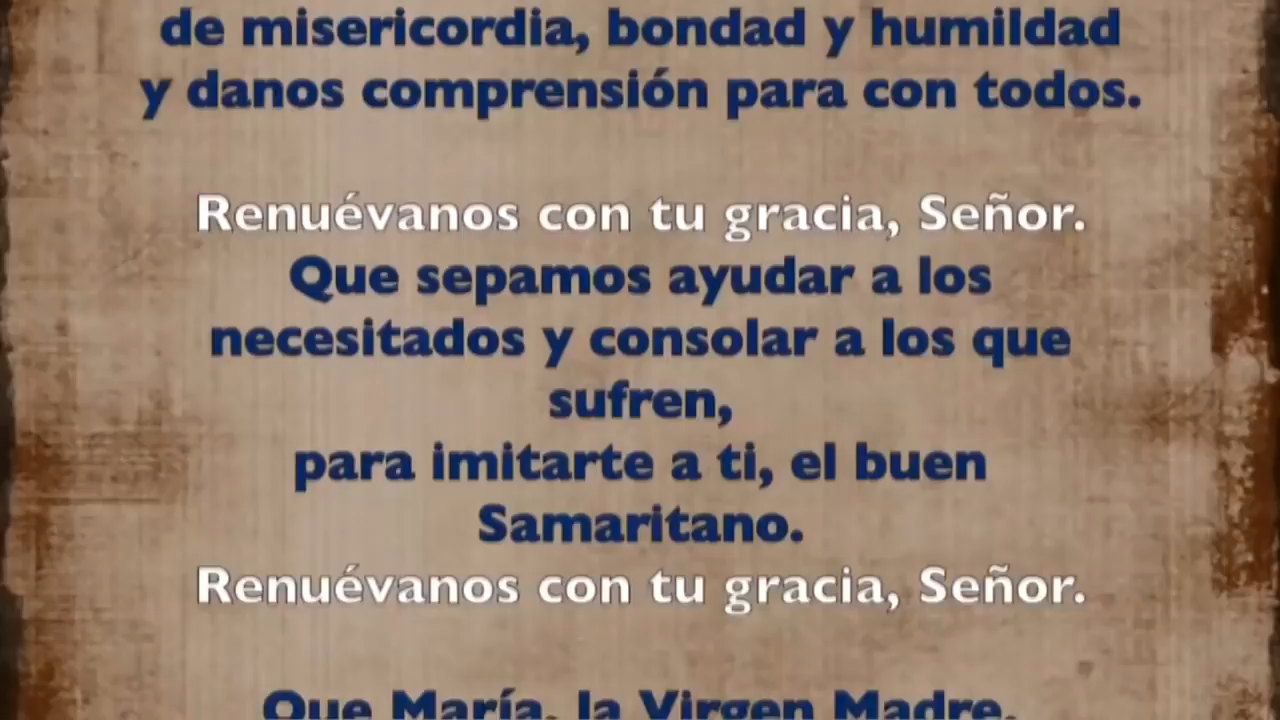 de misericordia, bondad y humildad
y danos comprensión para con todos.
Renuévanos con tu gracia, Señor.
Que sepamos ayudar a los
necesitados y consolar a los que
sufren,
para imitarte a ti, el buen
Samaritano.
Renuévanos con tu gracia, Señor.
Que María, la Virgen Madre,